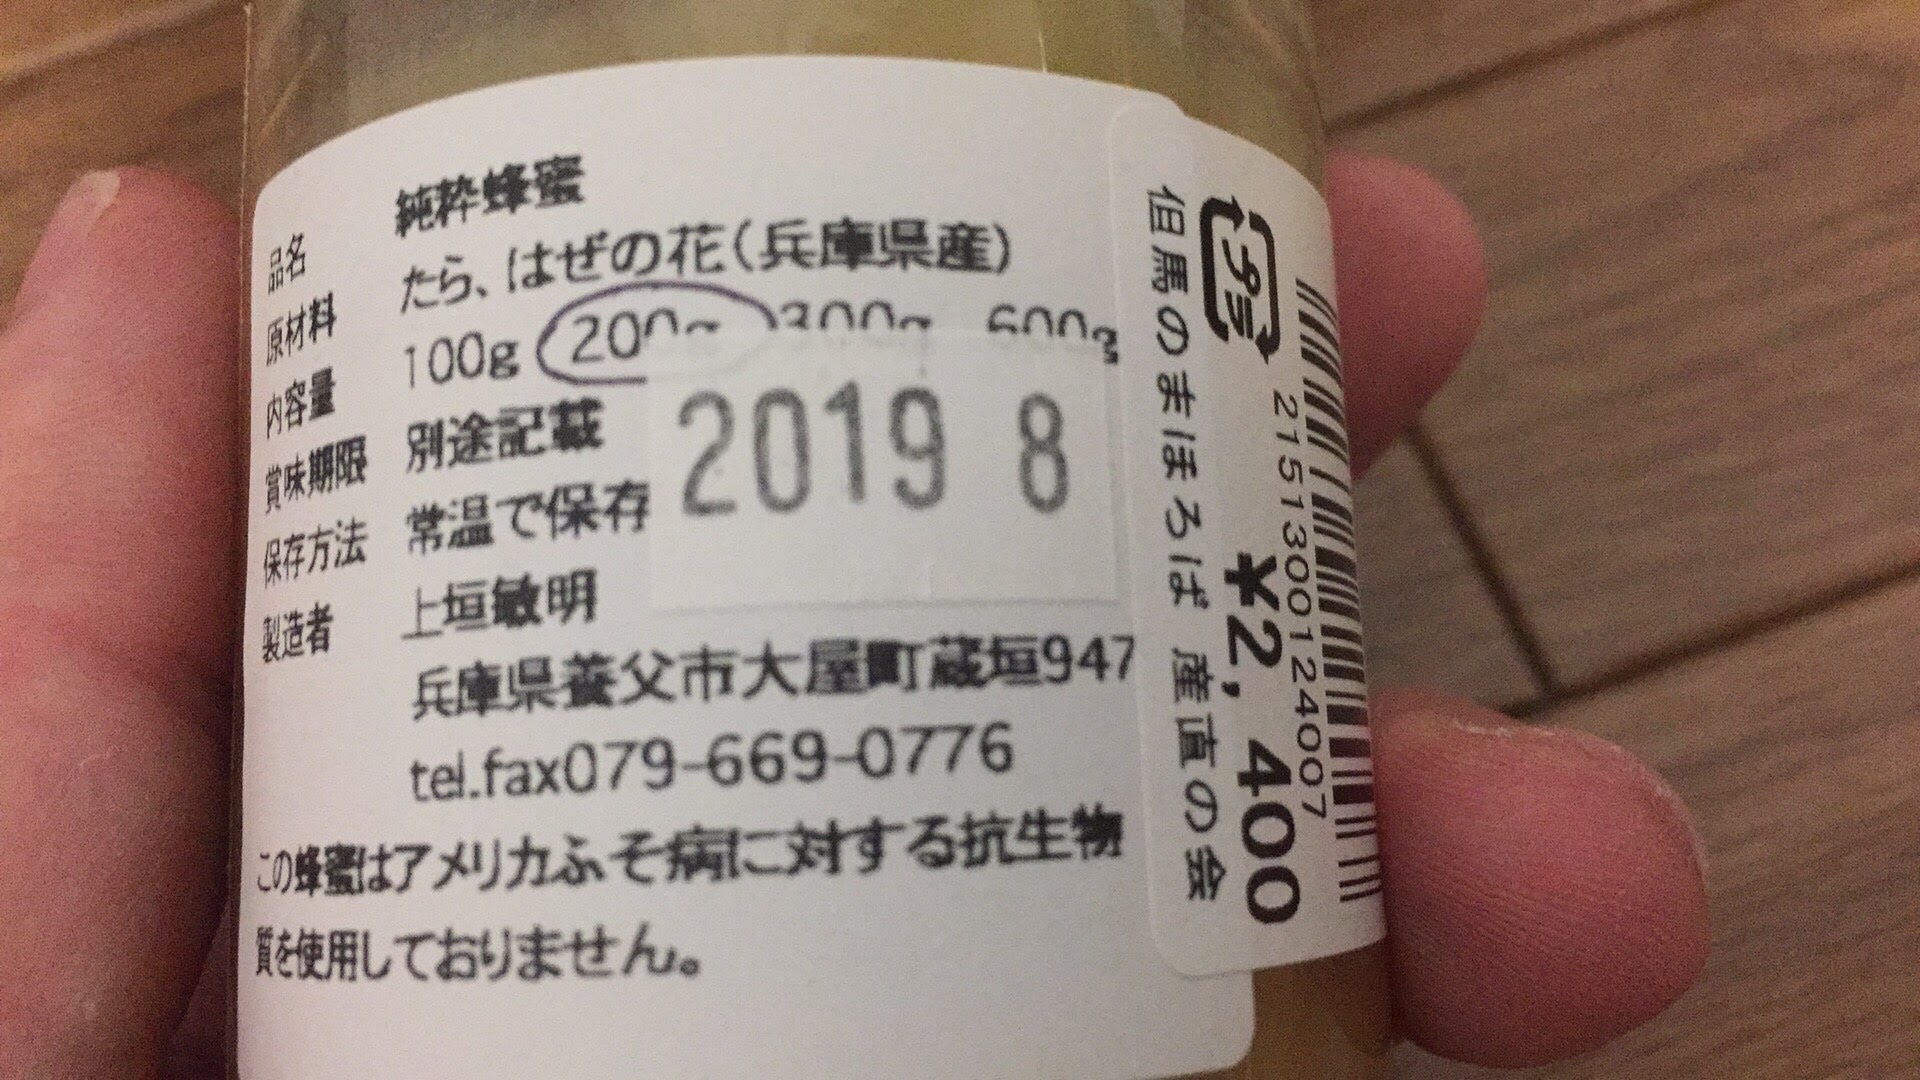 品名 純粋蜂蜜
原材料 たら、はぜの花(兵庫県産)
内容量 100g 200g 300g 600g
賞味期限 別途記載
2019 8
保存方法 常温で保存
製造者 上垣敏明
兵庫県養父市大屋町蔵垣947
tel.fax079-669-0776
この蜂蜜はアメリカふそ病に対する抗生物
質を使用しておりません。
プラ
但馬のまほろば 産直の会
¥2,400
2151300124007